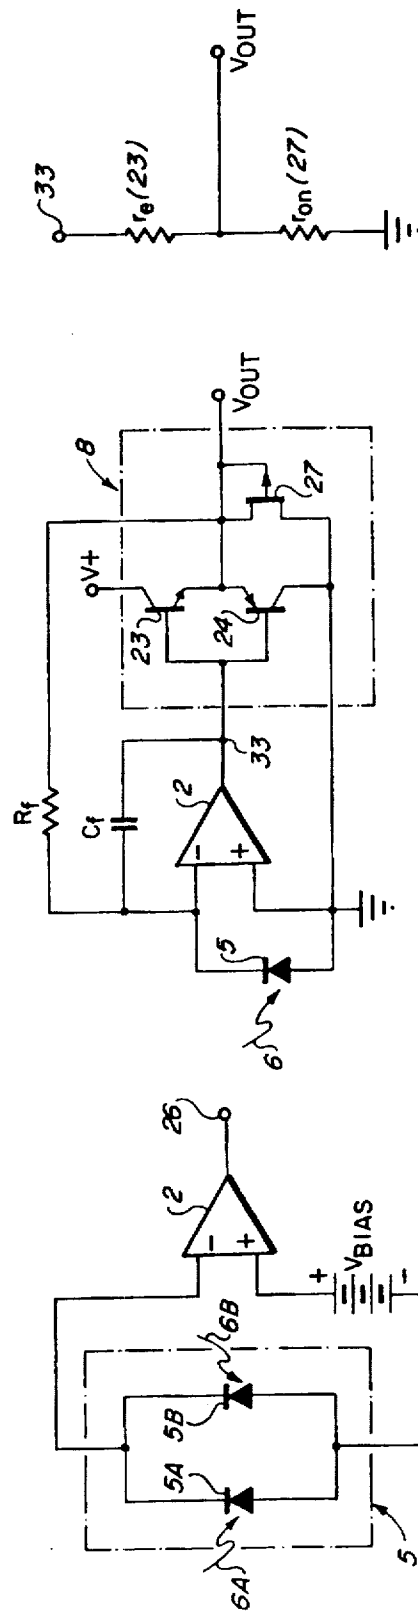 6A
5A
5B
6B
5
2
-
+
26
+
VBIAS
-
6
5
Rf
Cf
2
-
+
33
V+
23
24
8
27
VOUT
33
re(23)
ron(27)
VOUT